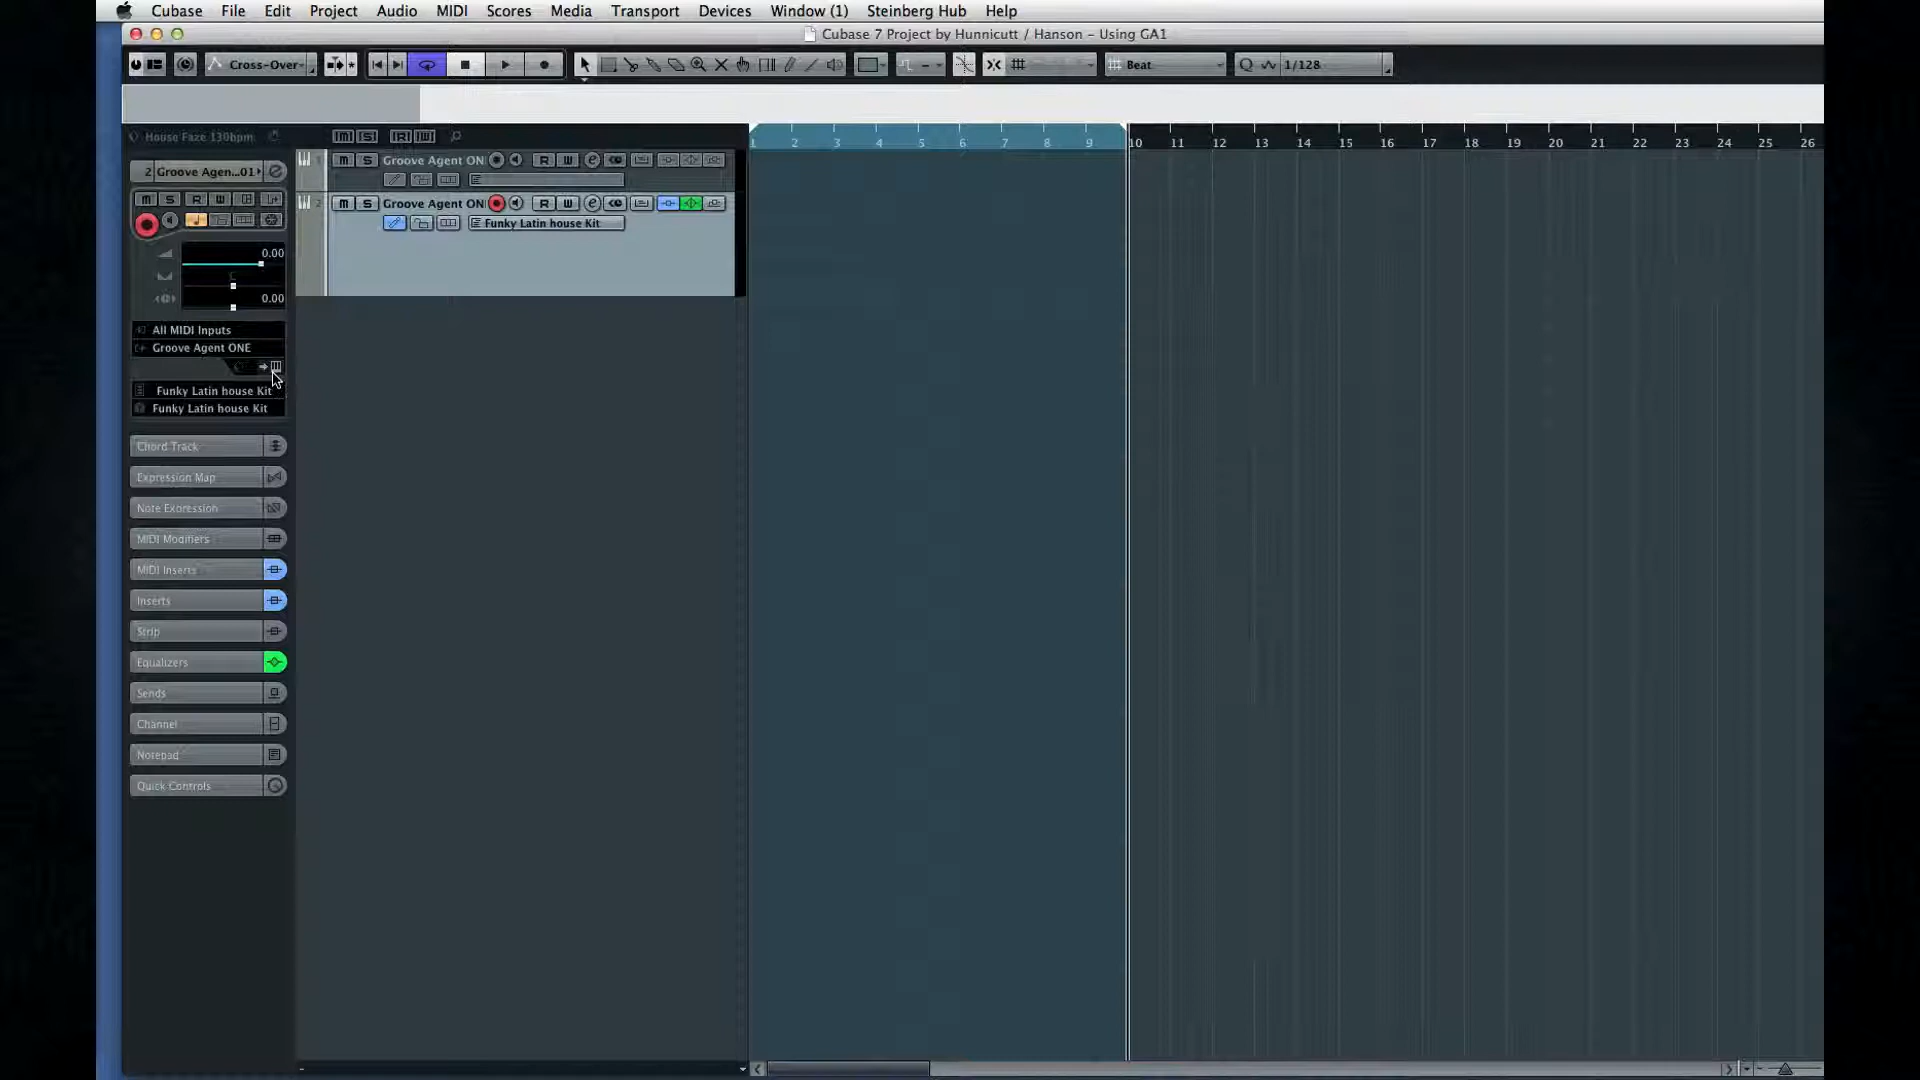 Cubase File Edit Project Audio MIDI Scores Media Transport Devices Window (1) Steinberg Hub Help
Cubase 7 Project by Hunnicutt / Hanson - Using GA1
Cross-Over
Beat
Q 1/128
House Faze 130bpm
M S R W
1 2 3 4 5 6 7 8 9 10 11 12 13 14 15 16 17 18 19 20 21 22 23 24 25 26
1 m S Groove Agent ON R W e
2 Groove Agen...01
m S R W
2 m S Groove Agent ON R W e
Funky Latin house Kit
0.00
C
0.00
All MIDI Inputs
Groove Agent ONE
Funky Latin house Kit
Funky Latin house Kit
Chord Track
Expression Map
Note Expression
MIDI Modifiers
MIDI Inserts
Inserts
Strip
Equalizers
Sends
Channel
Notepad
Quick Controls